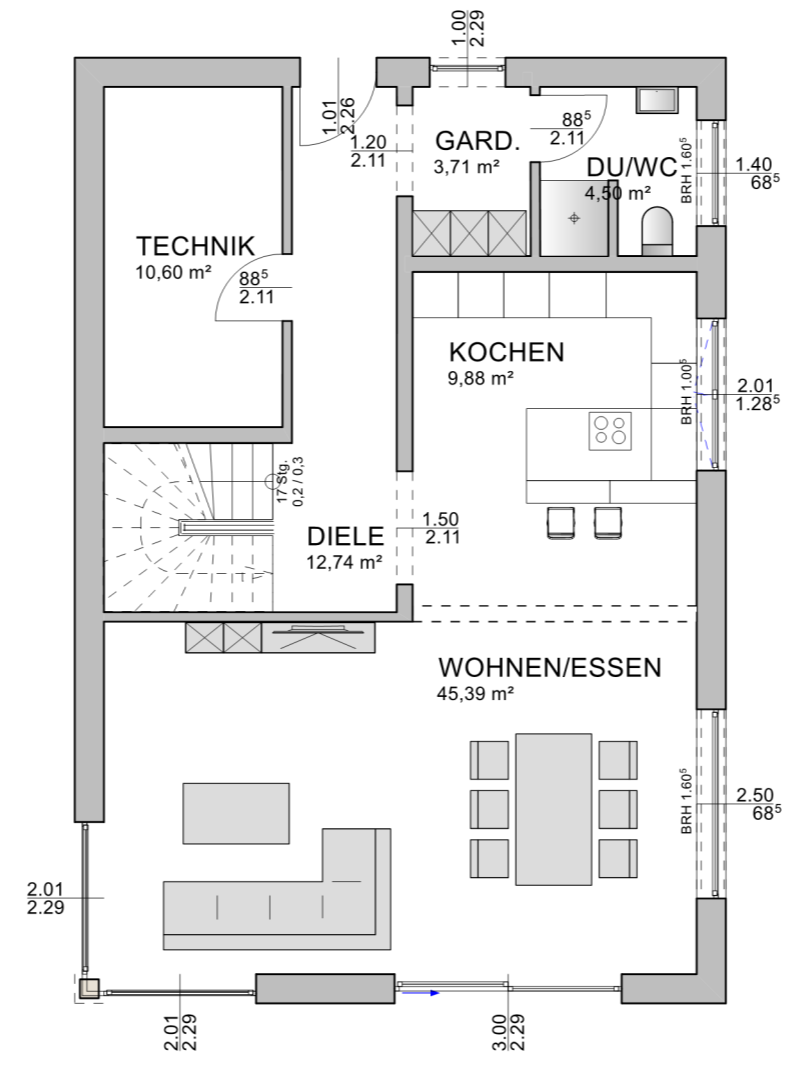 1.00
2.29
1.01
2.26
1.20
2.11
GARD.
3,71 m²
88⁵
2.11
DU/WC
4,50 m²
BRH 1.60⁵
1.40
68⁵
TECHNIK
10,60 m²
88⁵
2.11
KOCHEN
9,88 m²
BRH 1.00⁵
2.01
1.28⁵
17 Stg.
0,2 / 0,3
DIELE
12,74 m²
1.50
2.11
WOHNEN/ESSEN
45,39 m²
BRH 1.60⁵
2.50
68⁵
2.01
2.29
2.01
2.29
3.00
2.29